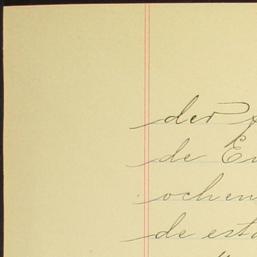 der
de En
ochen
de esta